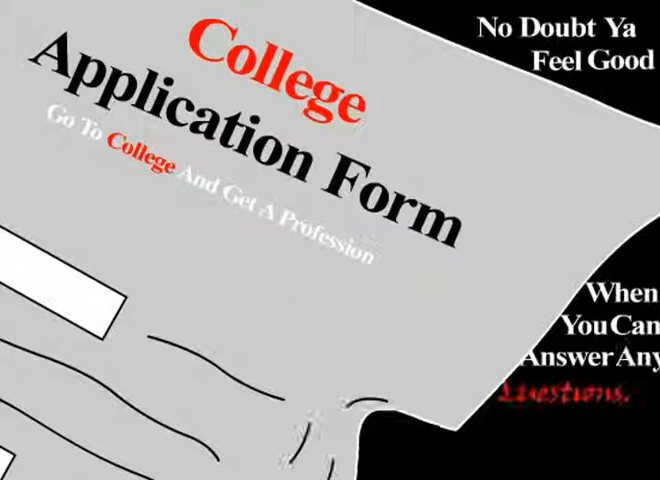 No Doubt Ya
Feel Good
College
Application Form
Go To College And Get A Profession
When
You Can
Answer Any
Questions.